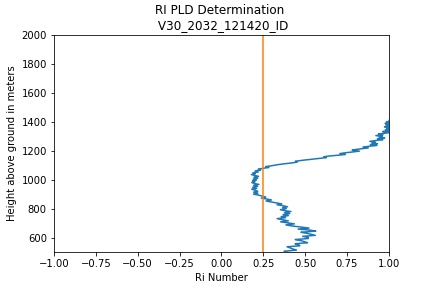 RI PLD Determination
V30_2032_121420_ID
2000
1800
1600
1400
1200
1000
800
600
Height above ground in meters
−1.00 −0.75 −0.50 −0.25 0.00 0.25 0.50 0.75 1.00
Ri Number